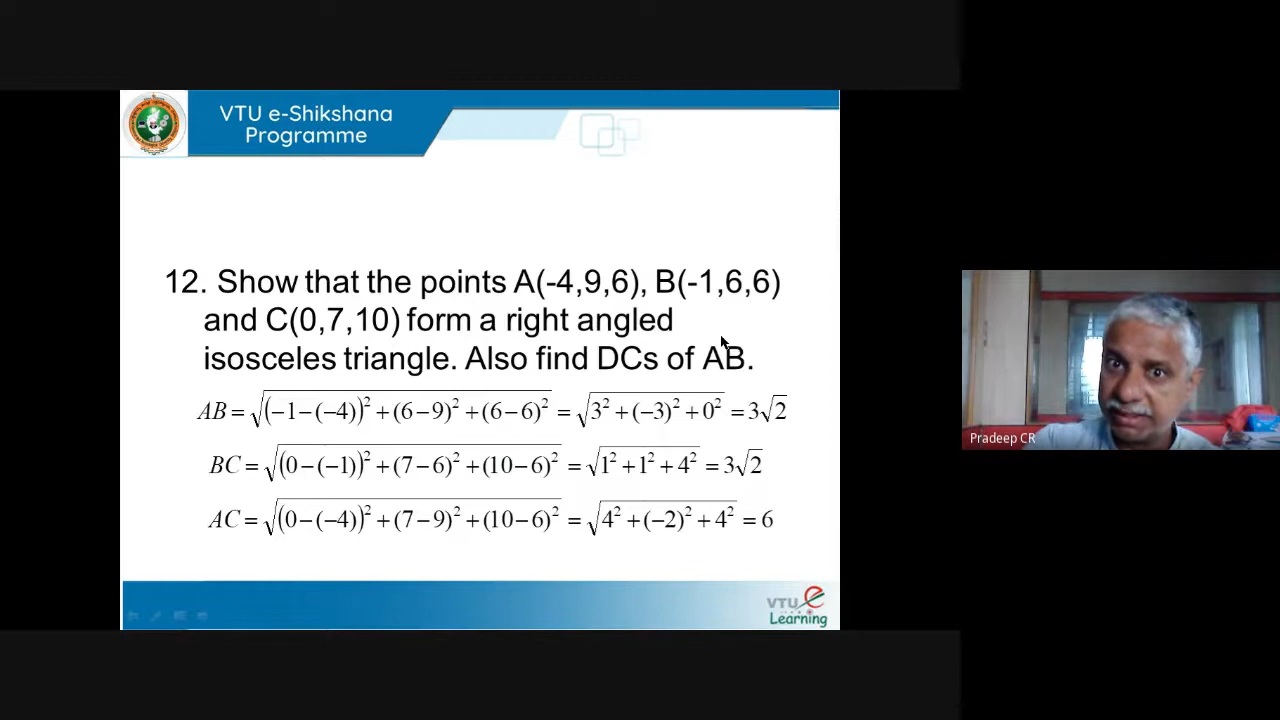 VTU e-Shikshana
Programme
12. Show that the points A(-4,9,6), B(-1,6,6)
and C(0,7,10) form a right angled
isosceles triangle. Also find DCs of AB.
AB = √((−1−(−4))² + (6−9)² + (6−6)²) = √(3² + (−3)² + 0²) = 3√2
BC = √((0−(−1))² + (7−6)² + (10−6)²) = √(1² + 1² + 4²) = 3√2
AC = √((0−(−4))² + (7−9)² + (10−6)²) = √(4² + (−2)² + 4²) = 6
Pradeep CR
VTU e
Learning